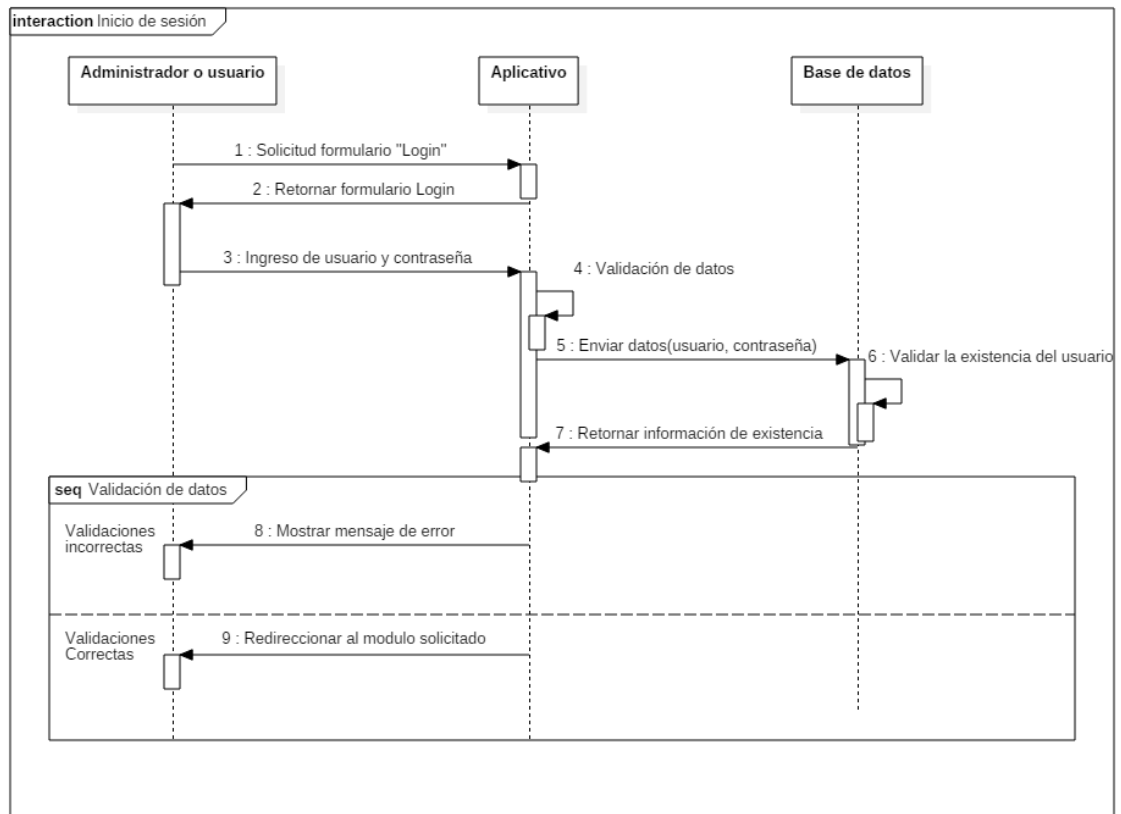 interaction Inicio de sesión
Administrador o usuario
Aplicativo
Base de datos
1 : Solicitud formulario "Login"
2 : Retornar formulario Login
3 : Ingreso de usuario y contraseña
4 : Validación de datos
5 : Enviar datos(usuario, contraseña)
6 : Validar la existencia del usuario
7 : Retornar información de existencia
seq Validación de datos
Validaciones
incorrectas
8 : Mostrar mensaje de error
Validaciones
Correctas
9 : Redireccionar al modulo solicitado